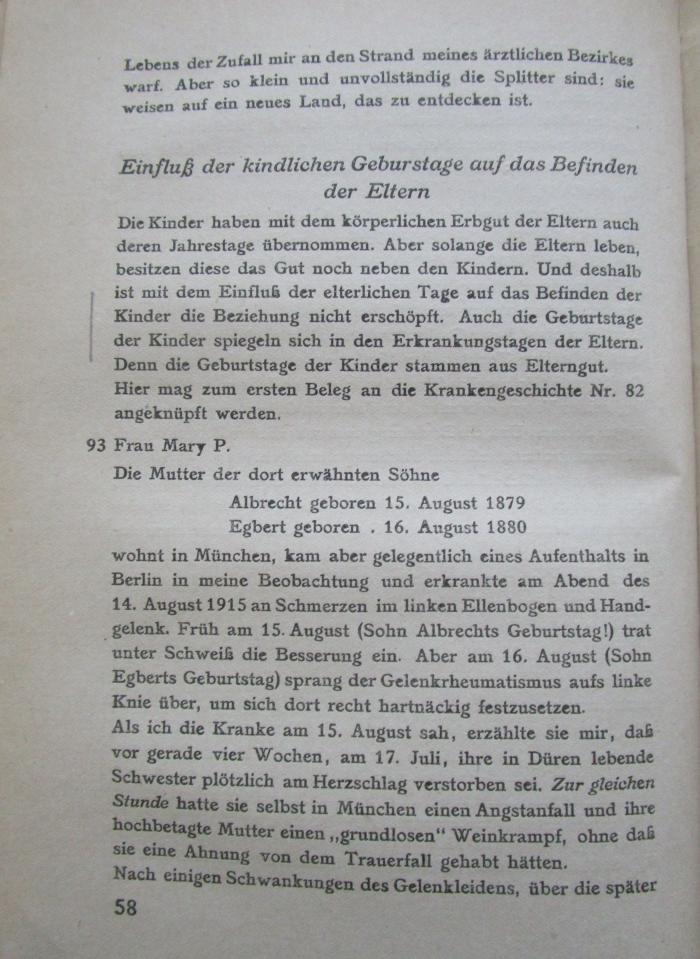 Lebens der Zufall mir an den Strand meines ärztlichen Bezirkes
warf. Aber so klein und unvollständig die Splitter sind: sie
weisen auf ein neues Land, das zu entdecken ist.
Einfluß der kindlichen Geburstage auf das Befinden
der Eltern
Die Kinder haben mit dem körperlichen Erbgut der Eltern auch
deren Jahrestage übernommen. Aber solange die Eltern leben,
besitzen diese das Gut noch neben den Kindern. Und deshalb
ist mit dem Einfluß der elterlichen Tage auf das Befinden der
Kinder die Beziehung nicht erschöpft. Auch die Geburtstage
der Kinder spiegeln sich in den Erkrankungstagen der Eltern.
Denn die Geburtstage der Kinder stammen aus Elterngut.
Hier mag zum ersten Beleg an die Krankengeschichte Nr. 82
angeknüpft werden.
93 Frau Mary P.
Die Mutter der dort erwähnten Söhne
Albrecht geboren 15. August 1879
Egbert geboren . 16. August 1880
wohnt in München, kam aber gelegentlich eines Aufenthalts in
Berlin in meine Beobachtung und erkrankte am Abend des
14. August 1915 an Schmerzen im linken Ellenbogen und Hand-
gelenk. Früh am 15. August (Sohn Albrechts Geburtstag!) trat
unter Schweiß die Besserung ein. Aber am 16. August (Sohn
Egberts Geburtstag) sprang der Gelenkrheumatismus aufs linke
Knie über, um sich dort recht hartnäckig festzusetzen.
Als ich die Kranke am 15. August sah, erzählte sie mir, daß
vor gerade vier Wochen, am 17. Juli, ihre in Düren lebende
Schwester plötzlich am Herzschlag verstorben sei. Zur gleichen
Stunde hatte sie selbst in München einen Angstanfall und ihre
hochbetagte Mutter einen „grundlosen“ Weinkrampf, ohne daß
sie eine Ahnung von dem Trauerfall gehabt hätten.
Nach einigen Schwankungen des Gelenkleidens, über die später
58